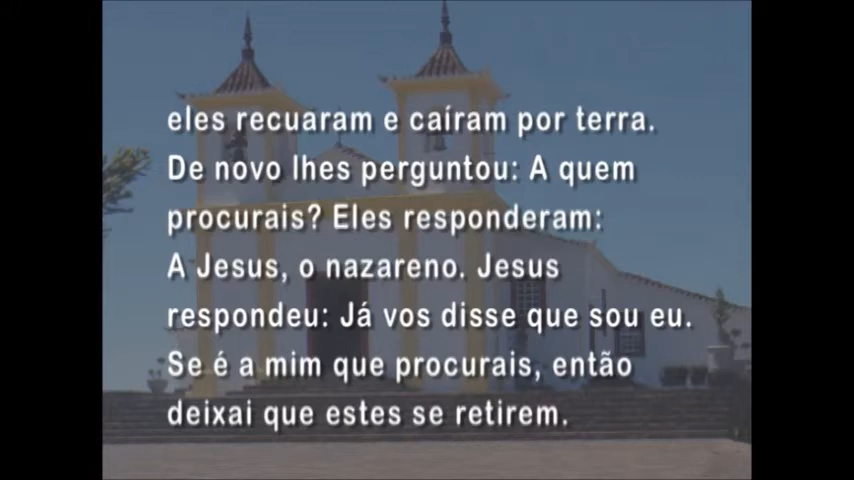 eles recuaram e caíram por terra.
De novo lhes perguntou: A quem
procurais? Eles responderam:
A Jesus, o nazareno. Jesus
respondeu: Já vos disse que sou eu.
Se é a mim que procurais, então
deixai que estes se retirem.